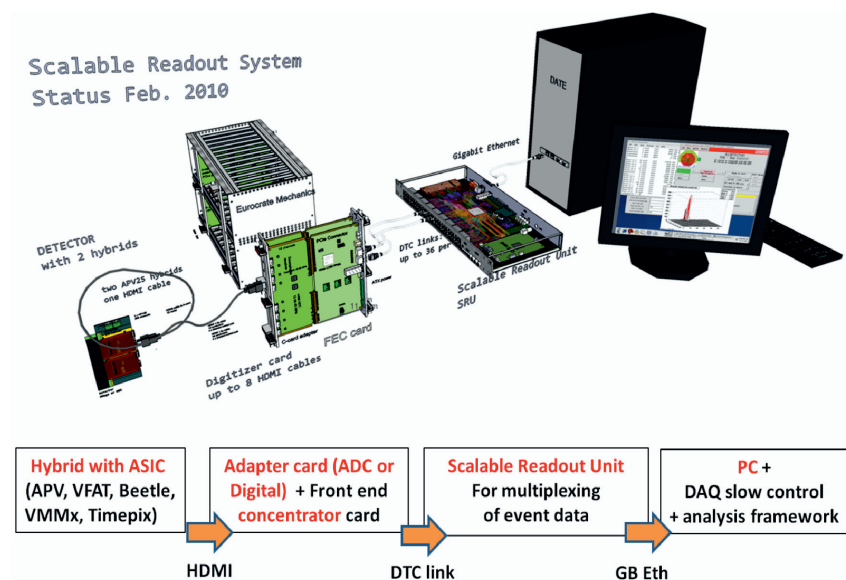 Scalable Readout System
Status Feb. 2010
DATE
Gigabit Ethernet
Eurocrate Mechanics
DETECTOR
with 2 hybrids
two APV25 hybrids
one HDMI cable
PCIe Connector
DTC links:
up to 36 per
Scalable Readout Unit
SRU
C-card adapter
FEC card
Digitizer card
up to 8 HDMI cables
Hybrid with ASIC
(APV, VFAT, Beetle,
VMMx, Timepix)
HDMI
Adapter card (ADC or
Digital) + Front end
concentrator card
DTC link
Scalable Readout Unit
For multiplexing
of event data
GB Eth
PC +
DAQ slow control
+ analysis framework